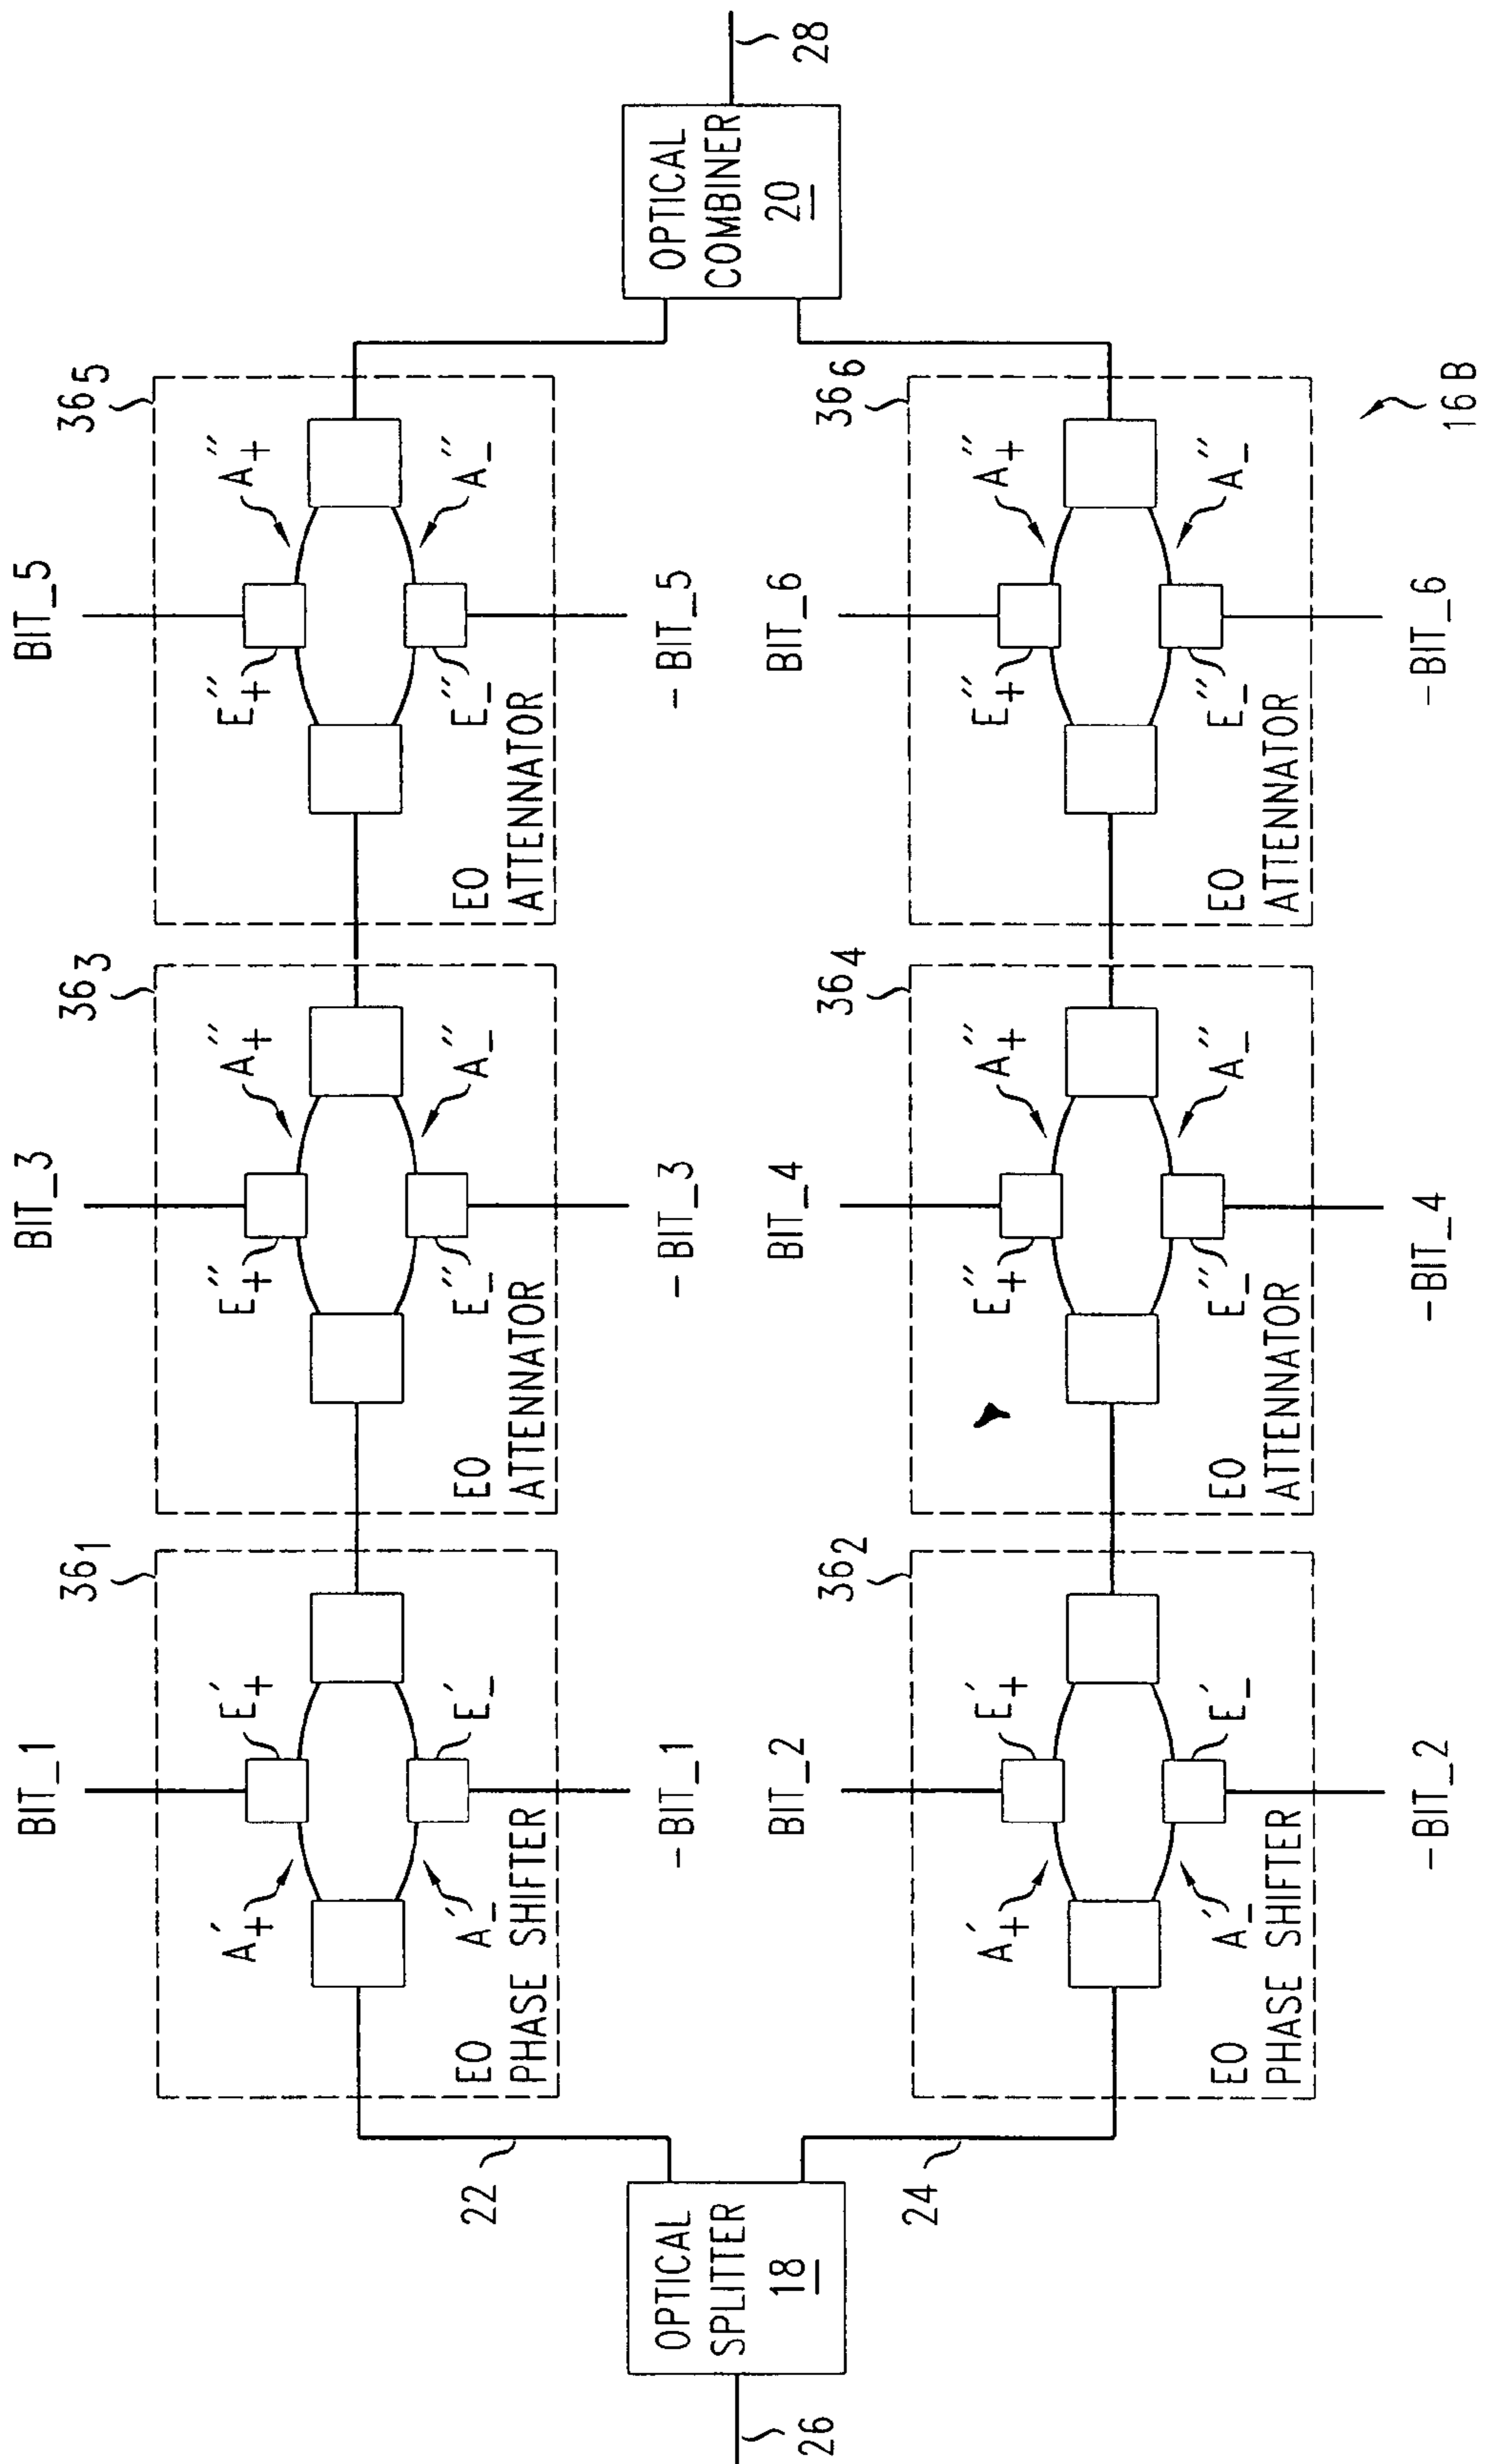 BIT_1
BIT_3
BIT_5
36₁
36₃
36₅
A'₊
E'₊
E''₊
A''₊
E''₊
A''₊
A'₋
E'₋
E''₋
A''₋
E''₋
A''₋
EO
PHASE SHIFTER
EO
ATTENNATOR
EO
ATTENNATOR
22
-BIT_1
-BIT_3
-BIT_5
OPTICAL
SPLITTER
18
26
OPTICAL
COMBINER
20
28
BIT_2
BIT_4
BIT_6
24
36₂
36₄
36₆
A'₊
E'₊
E''₊
A''₊
E''₊
A''₊
A'₋
E'₋
E''₋
A''₋
E''₋
A''₋
EO
PHASE SHIFTER
EO
ATTENNATOR
EO
ATTENNATOR
-BIT_2
-BIT_4
-BIT_6
16B